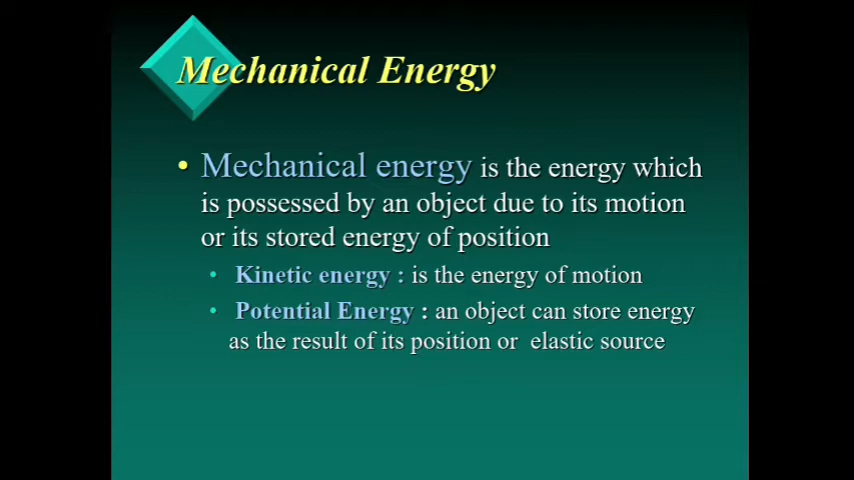 Mechanical Energy
• Mechanical energy is the energy which
is possessed by an object due to its motion
or its stored energy of position
• Kinetic energy : is the energy of motion
• Potential Energy : an object can store energy
as the result of its position or elastic source